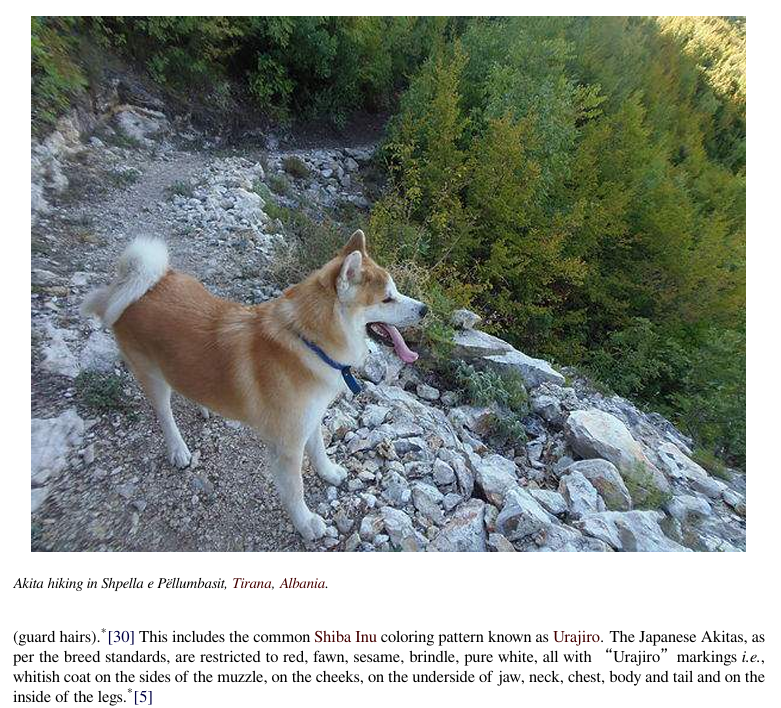 Akita hiking in Shpella e Pëllumbasit, Tirana, Albania.
(guard hairs).*[30] This includes the common Shiba Inu coloring pattern known as Urajiro. The Japanese Akitas, as
per the breed standards, are restricted to red, fawn, sesame, brindle, pure white, all with “Urajiro” markings i.e.,
whitish coat on the sides of the muzzle, on the cheeks, on the underside of jaw, neck, chest, body and tail and on the
inside of the legs.*[5]